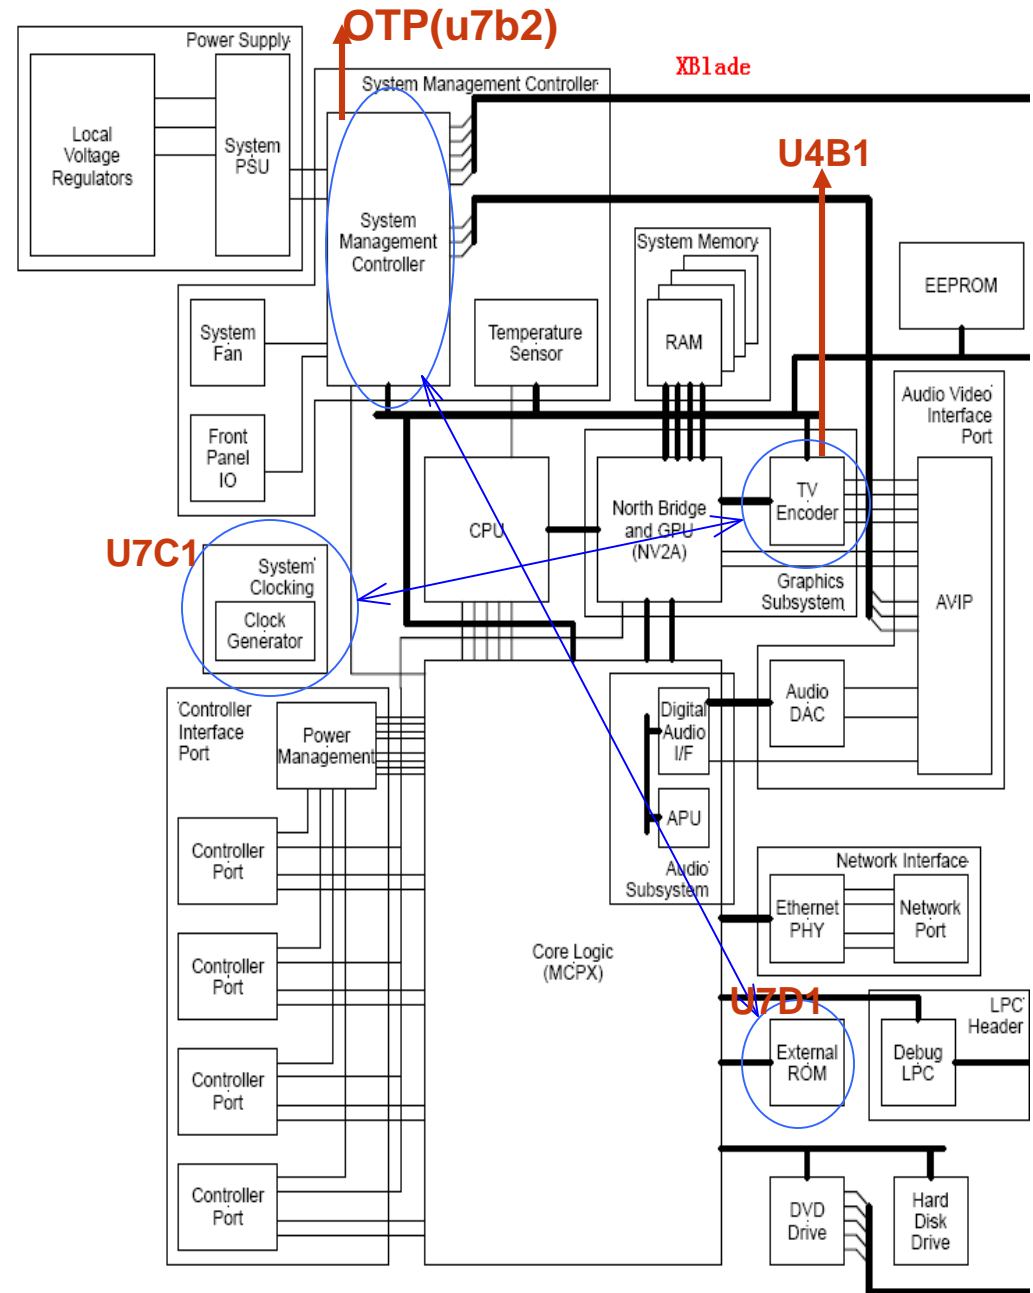 OTP(u7b2)
Power Supply
XBlade
System Management Controller
Local
Voltage
Regulators
System
PSU
U4B1
System
Management
Controller
System Memory
EEPROM
System
Fan
Temperature
Sensor
RAM
Audio Video
Interface
Port
Front
Panel
IO
CPU
North Bridge
and GPU
(NV2A)
TV
Encoder
U7C1
System
Clocking
Graphics
Subsystem
AVIP
Clock
Generator
Controller
Interface
Port
Power
Management
Digital
Audio
I/F
Audio
DAC
APU
Controller
Port
Audio
Subsystem
Network Interface
Ethernet
PHY
Network
Port
Core Logic
(MCPX)
Controller
Port
U7D1
LPC
Header
External
ROM
Debug
LPC
Controller
Port
Controller
Port
DVD
Drive
Hard
Disk
Drive